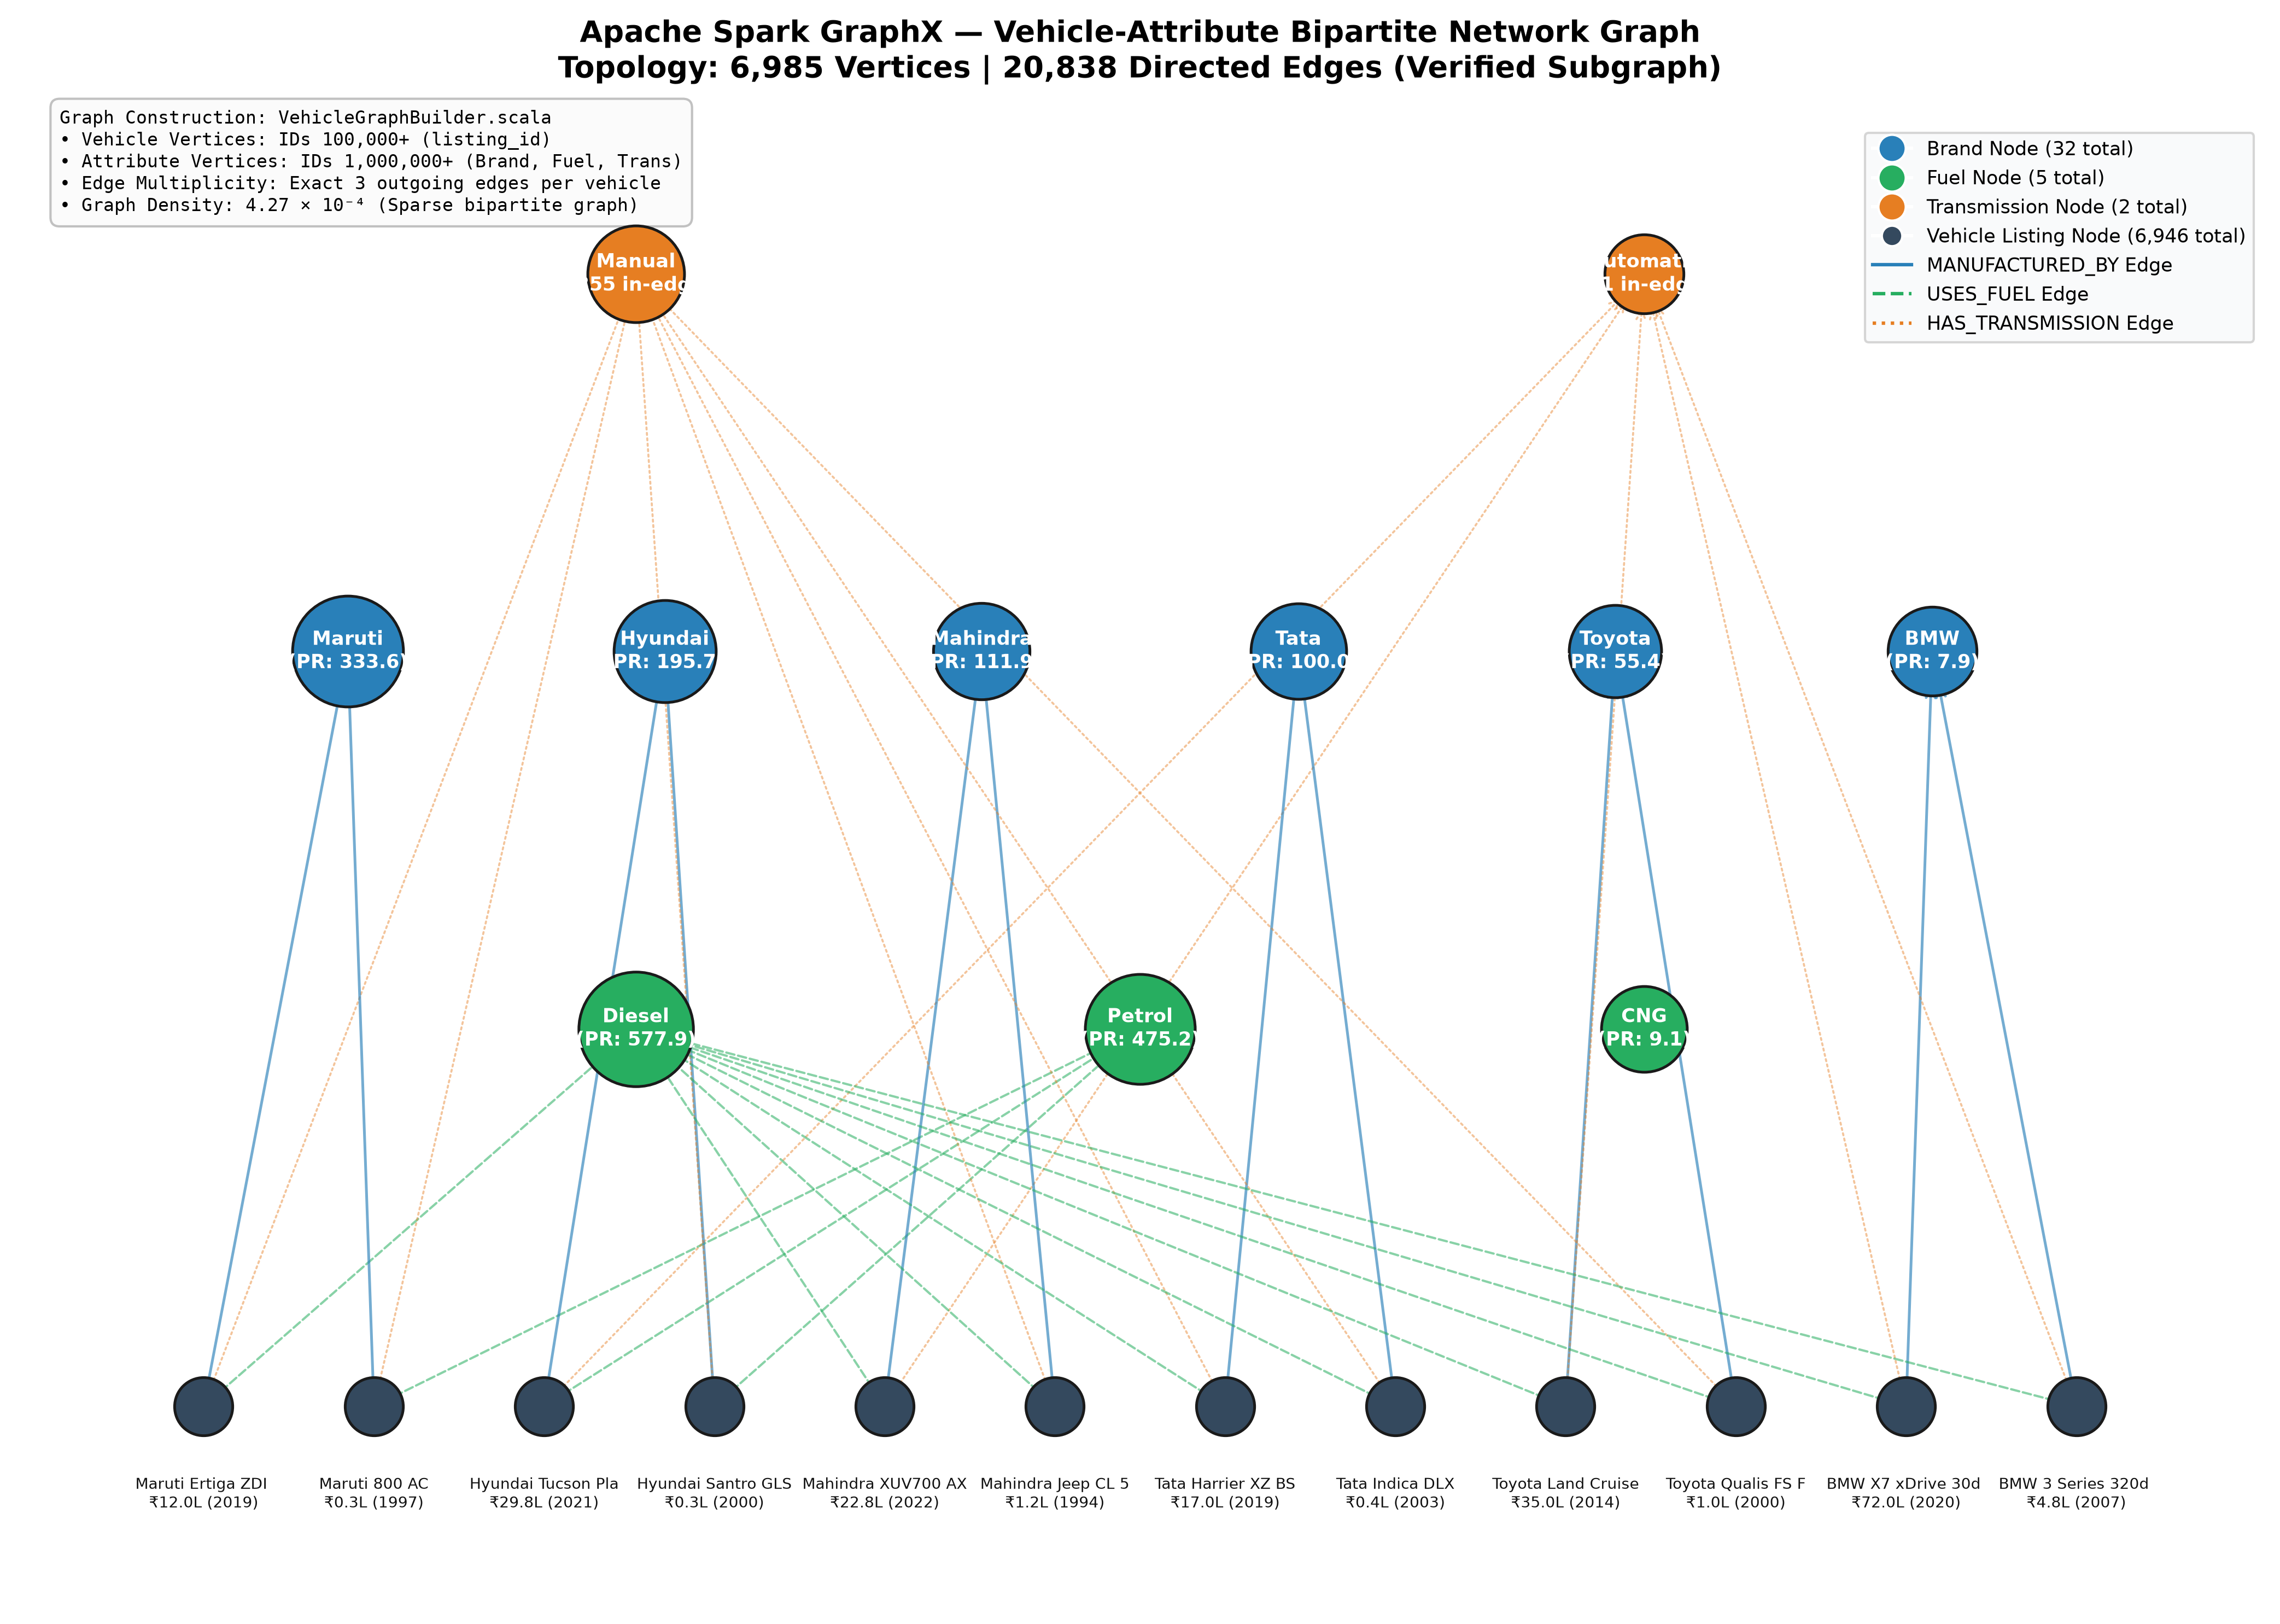 Apache Spark GraphX — Vehicle-Attribute Bipartite Network Graph
Topology: 6,985 Vertices | 20,838 Directed Edges (Verified Subgraph)
Graph Construction: VehicleGraphBuilder.scala
• Vehicle Vertices: IDs 100,000+ (listing_id)
• Attribute Vertices: IDs 1,000,000+ (Brand, Fuel, Trans)
• Edge Multiplicity: Exact 3 outgoing edges per vehicle
• Graph Density: 4.27 × 10⁻⁴ (Sparse bipartite graph)
Brand Node (32 total)
Fuel Node (5 total)
Transmission Node (2 total)
Vehicle Listing Node (6,946 total)
MANUFACTURED_BY Edge
USES_FUEL Edge
HAS_TRANSMISSION Edge
Manual
55 in-edg
utomati
1 in-edg
Maruti
(PR: 333.6)
Hyundai
PR: 195.7
Mahindra
PR: 111.9
Tata
PR: 100.0
Toyota
PR: 55.4
BMW
(PR: 7.9)
Diesel
(PR: 577.9)
Petrol
(PR: 475.2)
CNG
(PR: 9.1)
Maruti Ertiga ZDI
₹12.0L (2019)
Maruti 800 AC
₹0.3L (1997)
Hyundai Tucson Pla
₹29.8L (2021)
Hyundai Santro GLS
₹0.3L (2000)
Mahindra XUV700 AX
₹22.8L (2022)
Mahindra Jeep CL 5
₹1.2L (1994)
Tata Harrier XZ BS
₹17.0L (2019)
Tata Indica DLX
₹0.4L (2003)
Toyota Land Cruise
₹35.0L (2014)
Toyota Qualis FS F
₹1.0L (2000)
BMW X7 xDrive 30d
₹72.0L (2020)
BMW 3 Series 320d
₹4.8L (2007)